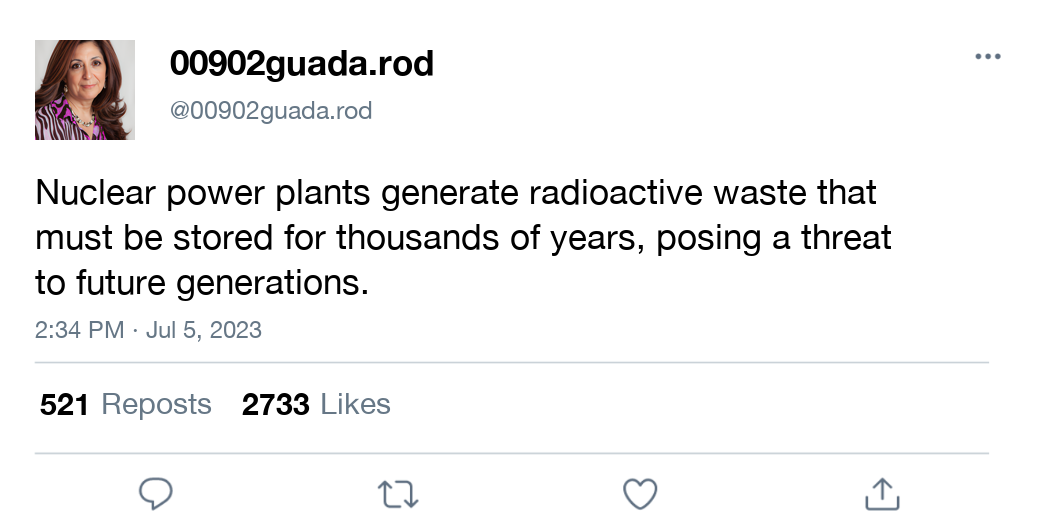 00902guada.rod
@00902guada.rod
Nuclear power plants generate radioactive waste that
must be stored for thousands of years, posing a threat
to future generations.
2:34 PM · Jul 5, 2023
521 Reposts 2733 Likes